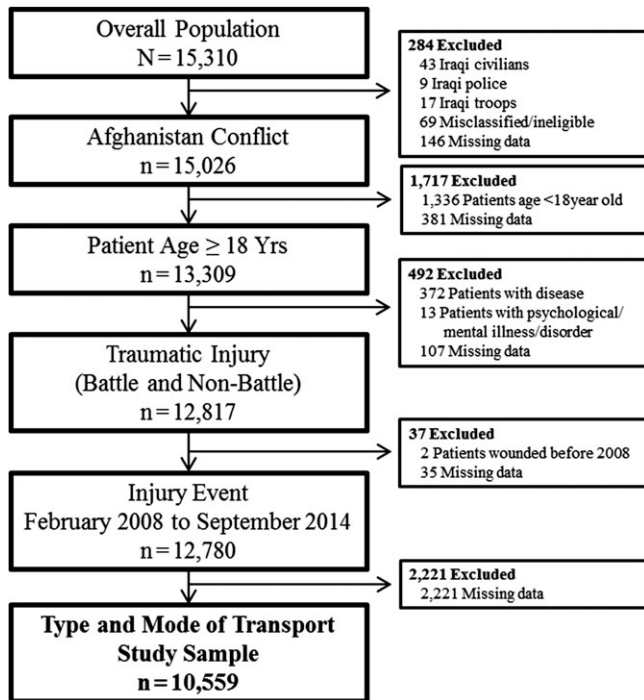 Overall Population
N = 15,310
284 Excluded
43 Iraqi civilians
9 Iraqi police
17 Iraqi troops
69 Misclassified/ineligible
146 Missing data
Afghanistan Conflict
n = 15,026
1,717 Excluded
1,336 Patients age <18year old
381 Missing data
Patient Age ≥ 18 Yrs
n = 13,309
492 Excluded
372 Patients with disease
13 Patients with psychological/
mental illness/disorder
107 Missing data
Traumatic Injury
(Battle and Non-Battle)
n = 12,817
37 Excluded
2 Patients wounded before 2008
35 Missing data
Injury Event
February 2008 to September 2014
n = 12,780
2,221 Excluded
2,221 Missing data
Type and Mode of Transport
Study Sample
n = 10,559